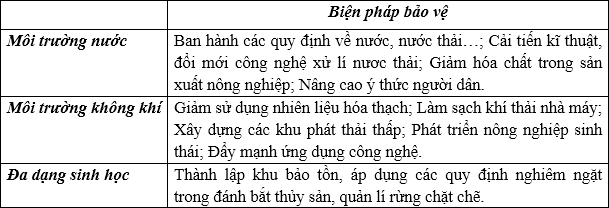 Biện pháp bảo vệ
Môi trường nước
Ban hành các quy định về nước, nước thải…; Cải tiến kĩ thuật,
đổi mới công nghệ xử lí nươc thải; Giảm hóa chất trong sản
xuất nông nghiệp; Nâng cao ý thức người dân.
Môi trường không khí
Giảm sử dụng nhiên liệu hóa thạch; Làm sạch khí thải nhà máy;
Xây dựng các khu phát thải thấp; Phát triển nông nghiệp sinh
thái; Đẩy mạnh ứng dụng công nghệ.
Đa dạng sinh học
Thành lập khu bảo tồn, áp dụng các quy định nghiêm ngặt
trong đánh bắt thủy sản, quản lí rừng chặt chẽ.